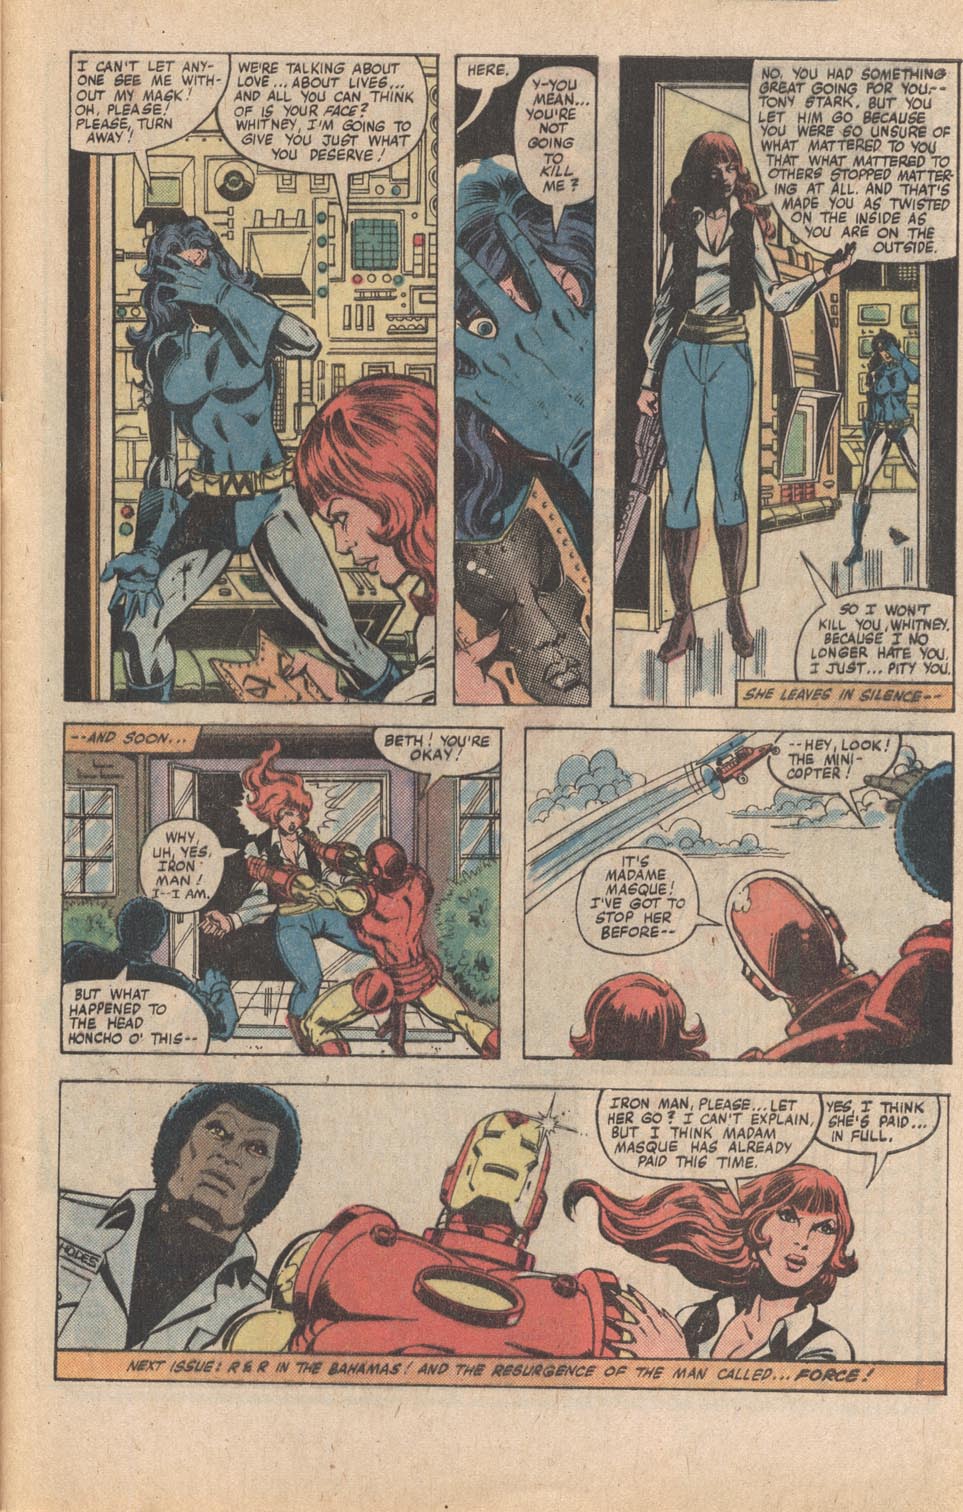 I CAN'T LET ANY-
ONE SEE ME WITH-
OUT MY MASK!
OH, PLEASE!
PLEASE, TURN
AWAY!
WE'RE TALKING ABOUT
LOVE... ABOUT LIVES...
AND ALL YOU CAN THINK
OF IS YOUR FACE?
WHITNEY, I'M GOING TO
GIVE YOU JUST WHAT
YOU DESERVE!
HERE.
Y-YOU
MEAN...
YOU'RE
NOT
GOING
TO
KILL
ME?
NO. YOU HAD SOMETHING
GREAT GOING FOR YOU--
TONY STARK. BUT YOU
LET HIM GO BECAUSE
YOU WERE SO UNSURE OF
WHAT MATTERED TO YOU
THAT WHAT MATTERED TO
OTHERS STOPPED MATTER-
ING AT ALL. AND THAT'S
MADE YOU AS TWISTED
ON THE INSIDE AS
YOU ARE ON THE
OUTSIDE.
SO I WON'T
KILL YOU, WHITNEY.
BECAUSE I NO
LONGER HATE YOU.
I JUST... PITY YOU.
SHE LEAVES IN SILENCE--
--AND SOON...
BETH! YOU'RE
OKAY!
WHY,
UH, YES,
IRON
MAN!
I--I AM.
BUT WHAT
HAPPENED TO
THE HEAD
HONCHO O' THIS--
--HEY, LOOK!
THE MINI-
COPTER!
IT'S
MADAME
MASQUE!
I'VE GOT TO
STOP HER
BEFORE--
IRON MAN, PLEASE... LET
HER GO? I CAN'T EXPLAIN,
BUT I THINK MADAM
MASQUE HAS ALREADY
PAID THIS TIME.
YES, I THINK
SHE'S PAID...
IN FULL.
HODES
NEXT ISSUE: R & R IN THE BAHAMAS! AND THE RESURGENCE OF THE MAN CALLED... FORCE!